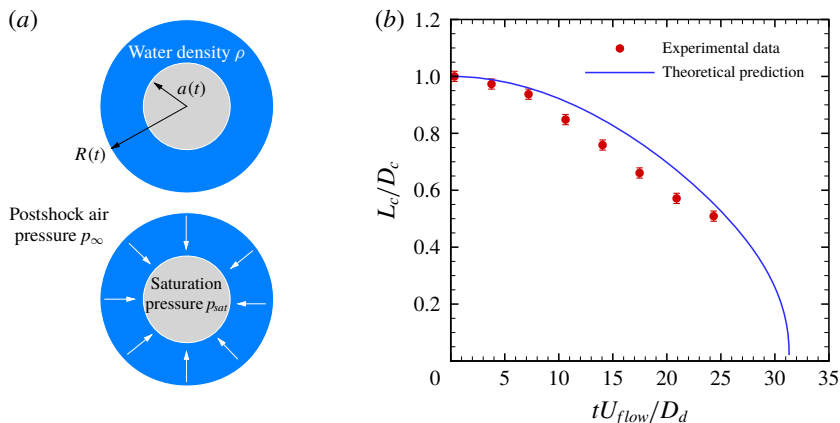 (a)
Water density ρ
a(t)
R(t)
Postshock air
pressure p∞
Saturation
pressure psat
(b)
1.2
1.0
0.8
0.6
0.4
0.2
0
5
10
15
20
25
30
35
Lc/Dc
tUflow/Dd
Experimental data
Theoretical prediction